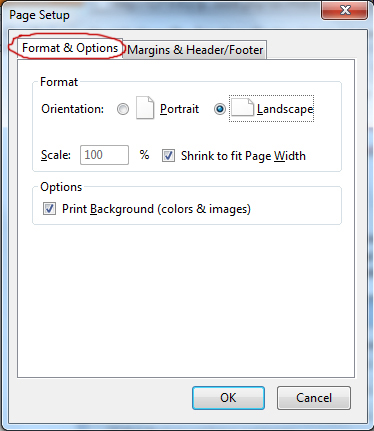 Page Setup
Format & Options Margins & Header/Footer
Format
Orientation: Portrait Landscape
Scale: 100 % Shrink to fit Page Width
Options
Print Background (colors & images)
OK Cancel